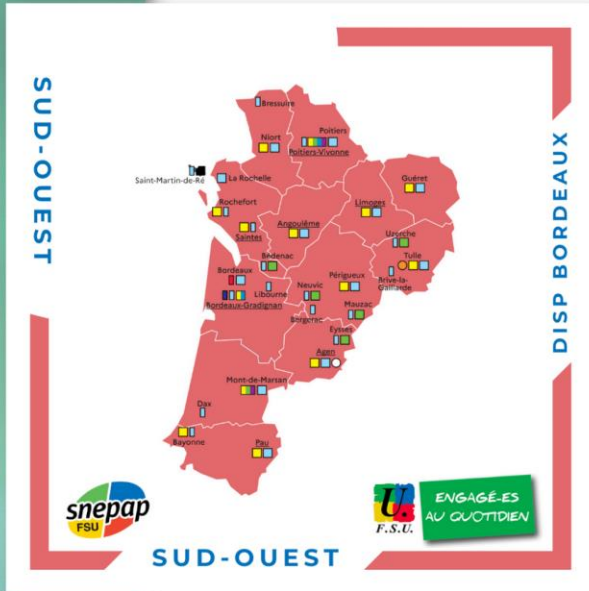 SUD-OUEST
DISP BORDEAUX
Bressuire
Niort
Poitiers
Poitiers-Vivonne
Saint-Martin-de-Ré
La Rochelle
Guéret
Rochefort
Limoges
Saintes
Angoulême
Uzerche
Bédenac
Tulle
Bordeaux
Périgueux
Brive-la-
Gaillarde
Libourne
Neuvic
Bordeaux-Gradignan
Mauzac
Bergerac
Eysses
Agen
Mont-de-Marsan
Dax
Bayonne
Pau
snepap
FSU
U.
F.S.U.
ENGAGÉ·ES
AU QUOTIDIEN
SUD-OUEST